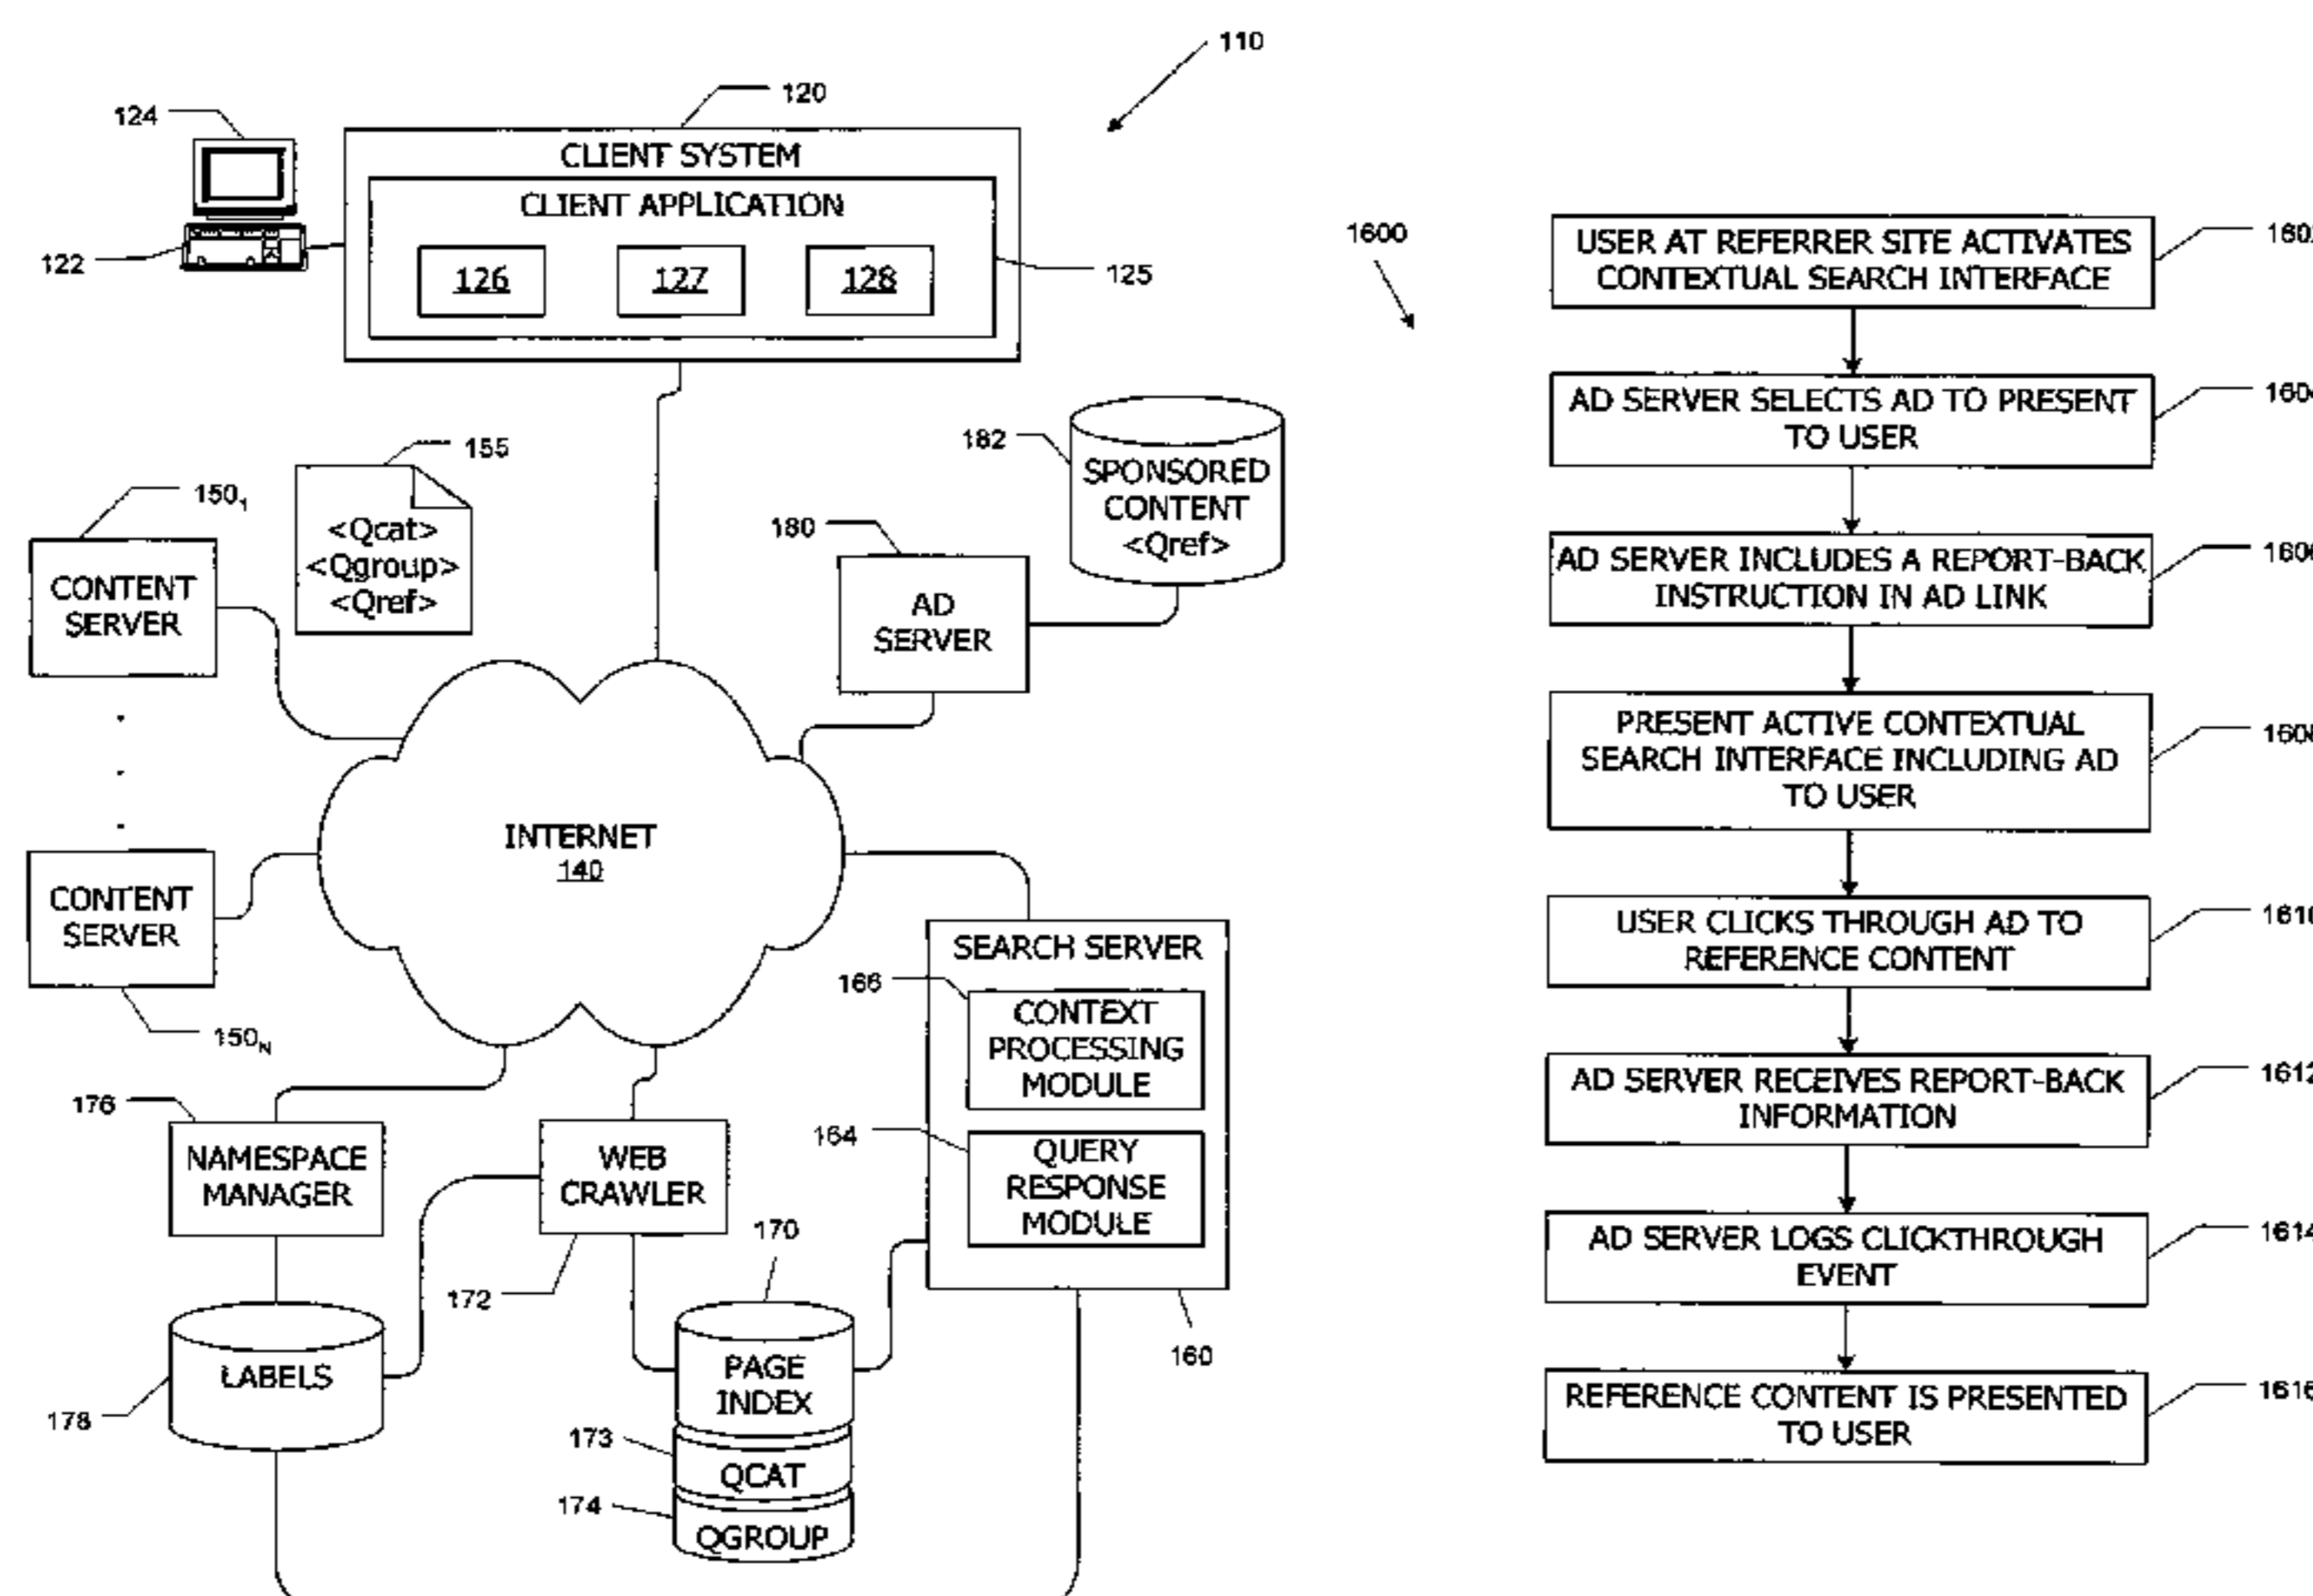 110
120
124
CLIENT SYSTEM
CLIENT APPLICATION
122
126
127
128
125
155
182
SPONSORED
CONTENT
<Qref>
150₁
<Qcat>
<Qgroup>
<Qref>
180
CONTENT
SERVER
AD
SERVER
INTERNET
140
CONTENT
SERVER
150N
SEARCH SERVER
166
CONTEXT
PROCESSING
MODULE
164
QUERY
RESPONSE
MODULE
160
176
NAMESPACE
MANAGER
WEB
CRAWLER
172
170
LABELS
178
PAGE
INDEX
173
QCAT
174
QGROUP
1600
USER AT REFERRER SITE ACTIVATES
CONTEXTUAL SEARCH INTERFACE
AD SERVER SELECTS AD TO PRESENT
TO USER
AD SERVER INCLUDES A REPORT-BACK
INSTRUCTION IN AD LINK
PRESENT ACTIVE CONTEXTUAL
SEARCH INTERFACE INCLUDING AD
TO USER
USER CLICKS THROUGH AD TO
REFERENCE CONTENT
AD SERVER RECEIVES REPORT-BACK
INFORMATION
1612
AD SERVER LOGS CLICKTHROUGH
EVENT
REFERENCE CONTENT IS PRESENTED
TO USER